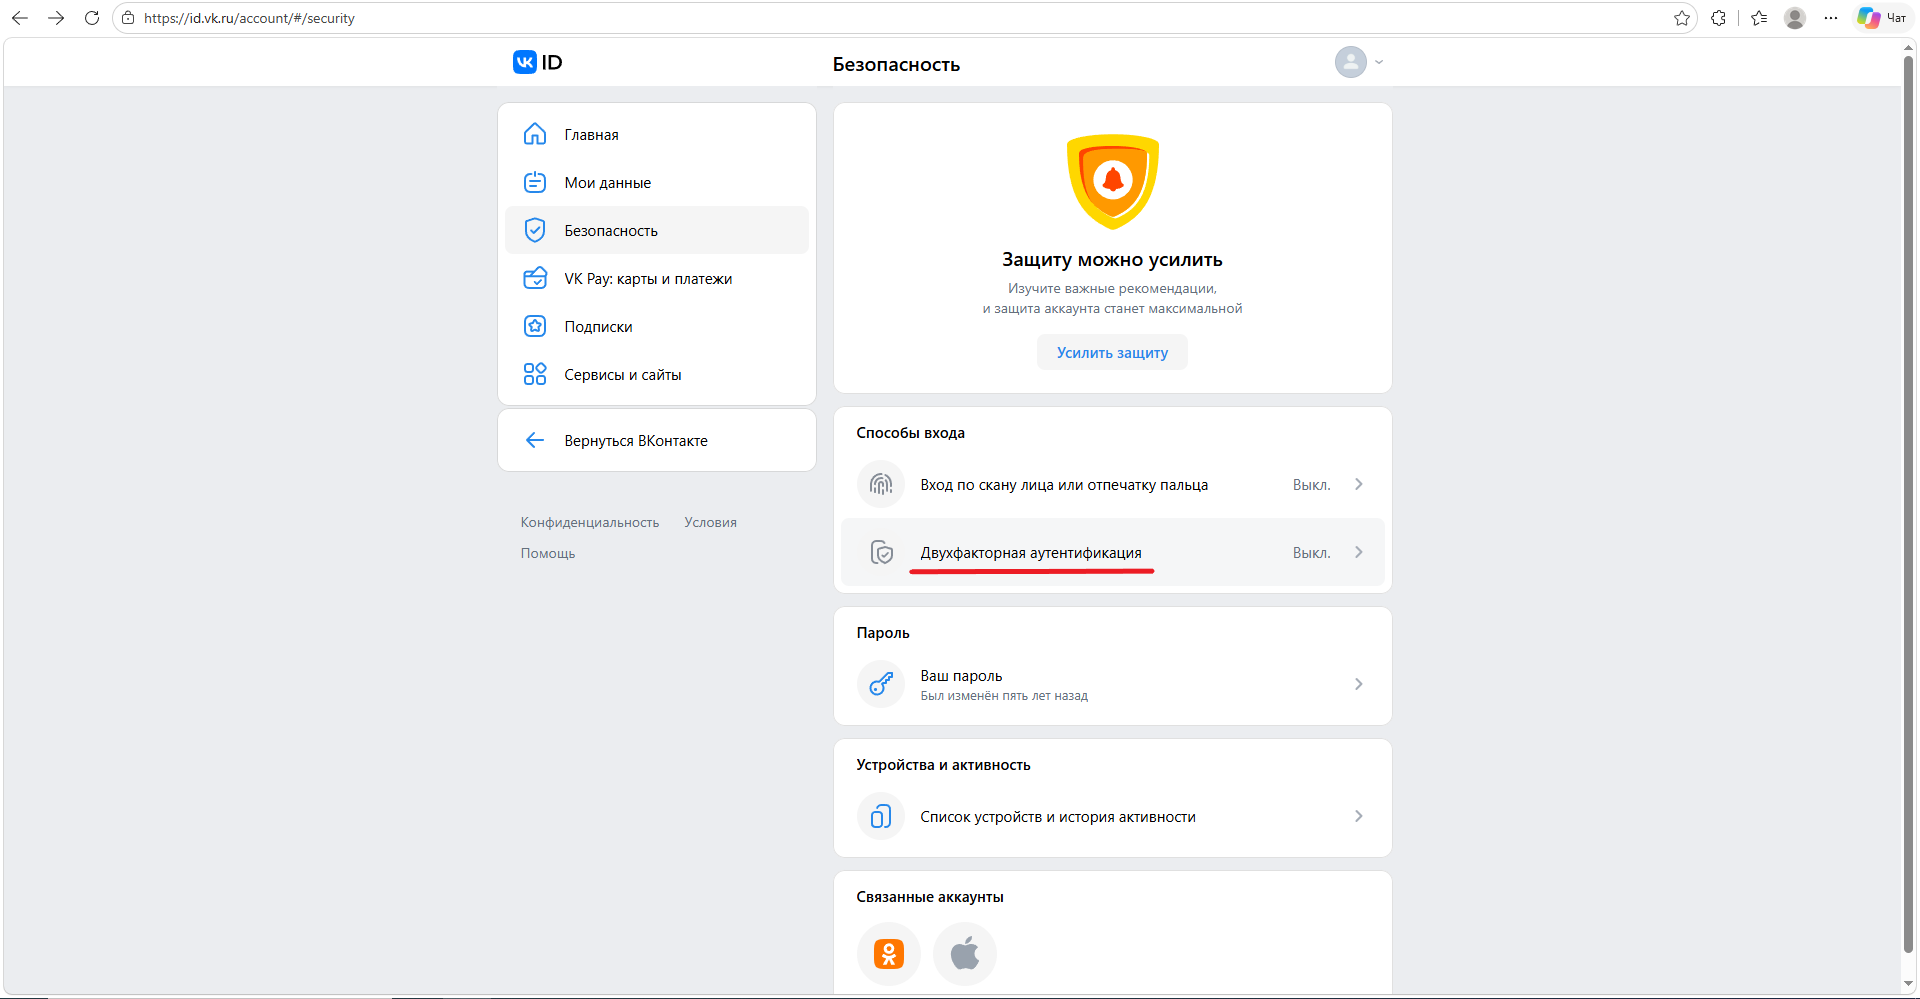 https://id.vk.ru/account/#/security
Чат
VK ID
Безопасность
Главная
Мои данные
Безопасность
VK Pay: карты и платежи
Подписки
Сервисы и сайты
Вернуться ВКонтакте
Конфиденциальность Условия
Помощь
Защиту можно усилить
Изучите важные рекомендации,
и защита аккаунта станет максимальной
Усилить защиту
Способы входа
Вход по скану лица или отпечатку пальца Выкл.
Двухфакторная аутентификация Выкл.
Пароль
Ваш пароль
Был изменён пять лет назад
Устройства и активность
Список устройств и история активности
Связанные аккаунты